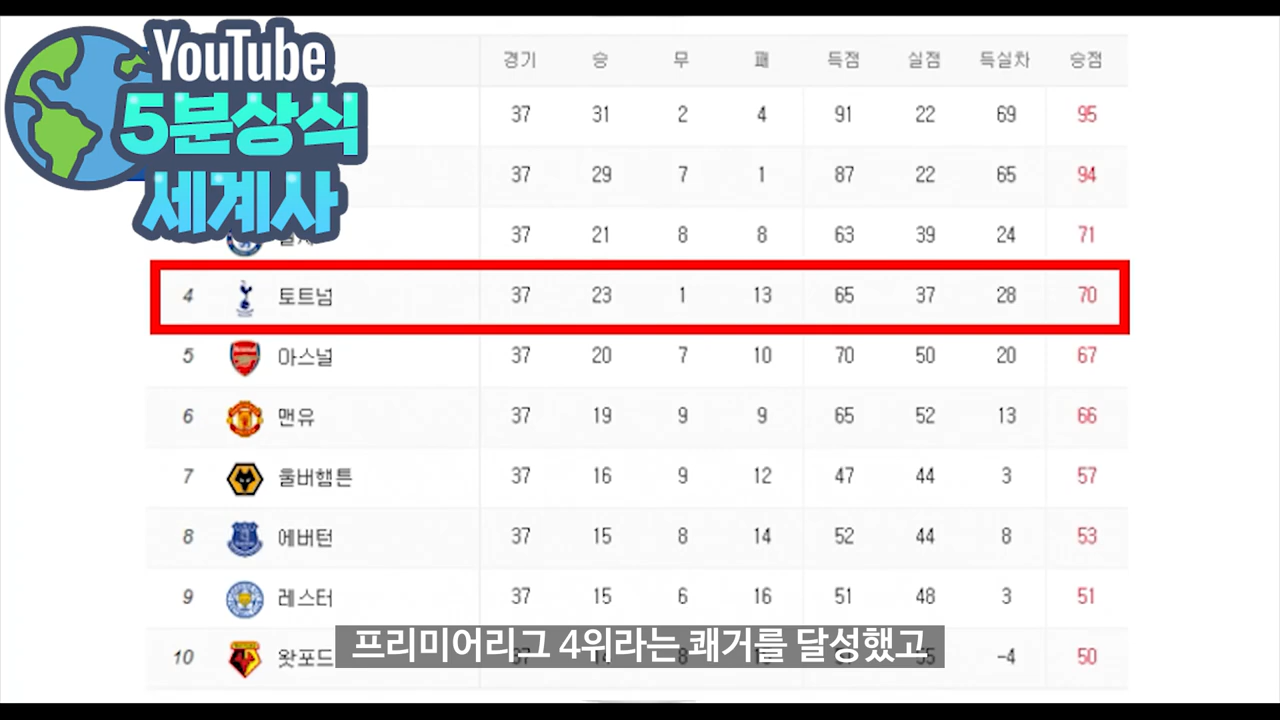 YouTube
5분상식
세계사
경기 승 무 패 득점 실점 득실차 승점
37 31 2 4 91 22 69 95
37 29 7 1 87 22 65 94
37 21 8 8 63 39 24 71
4 토트넘 37 23 1 13 65 37 28 70
5 아스널 37 20 7 10 70 50 20 67
6 맨유 37 19 9 9 65 52 13 66
7 울버햄튼 37 16 9 12 47 44 3 57
8 에버턴 37 15 8 14 52 44 8 53
9 레스터 37 15 6 16 51 48 3 51
10 왓포드 -4 50
프리미어리그 4위라는 쾌거를 달성했고